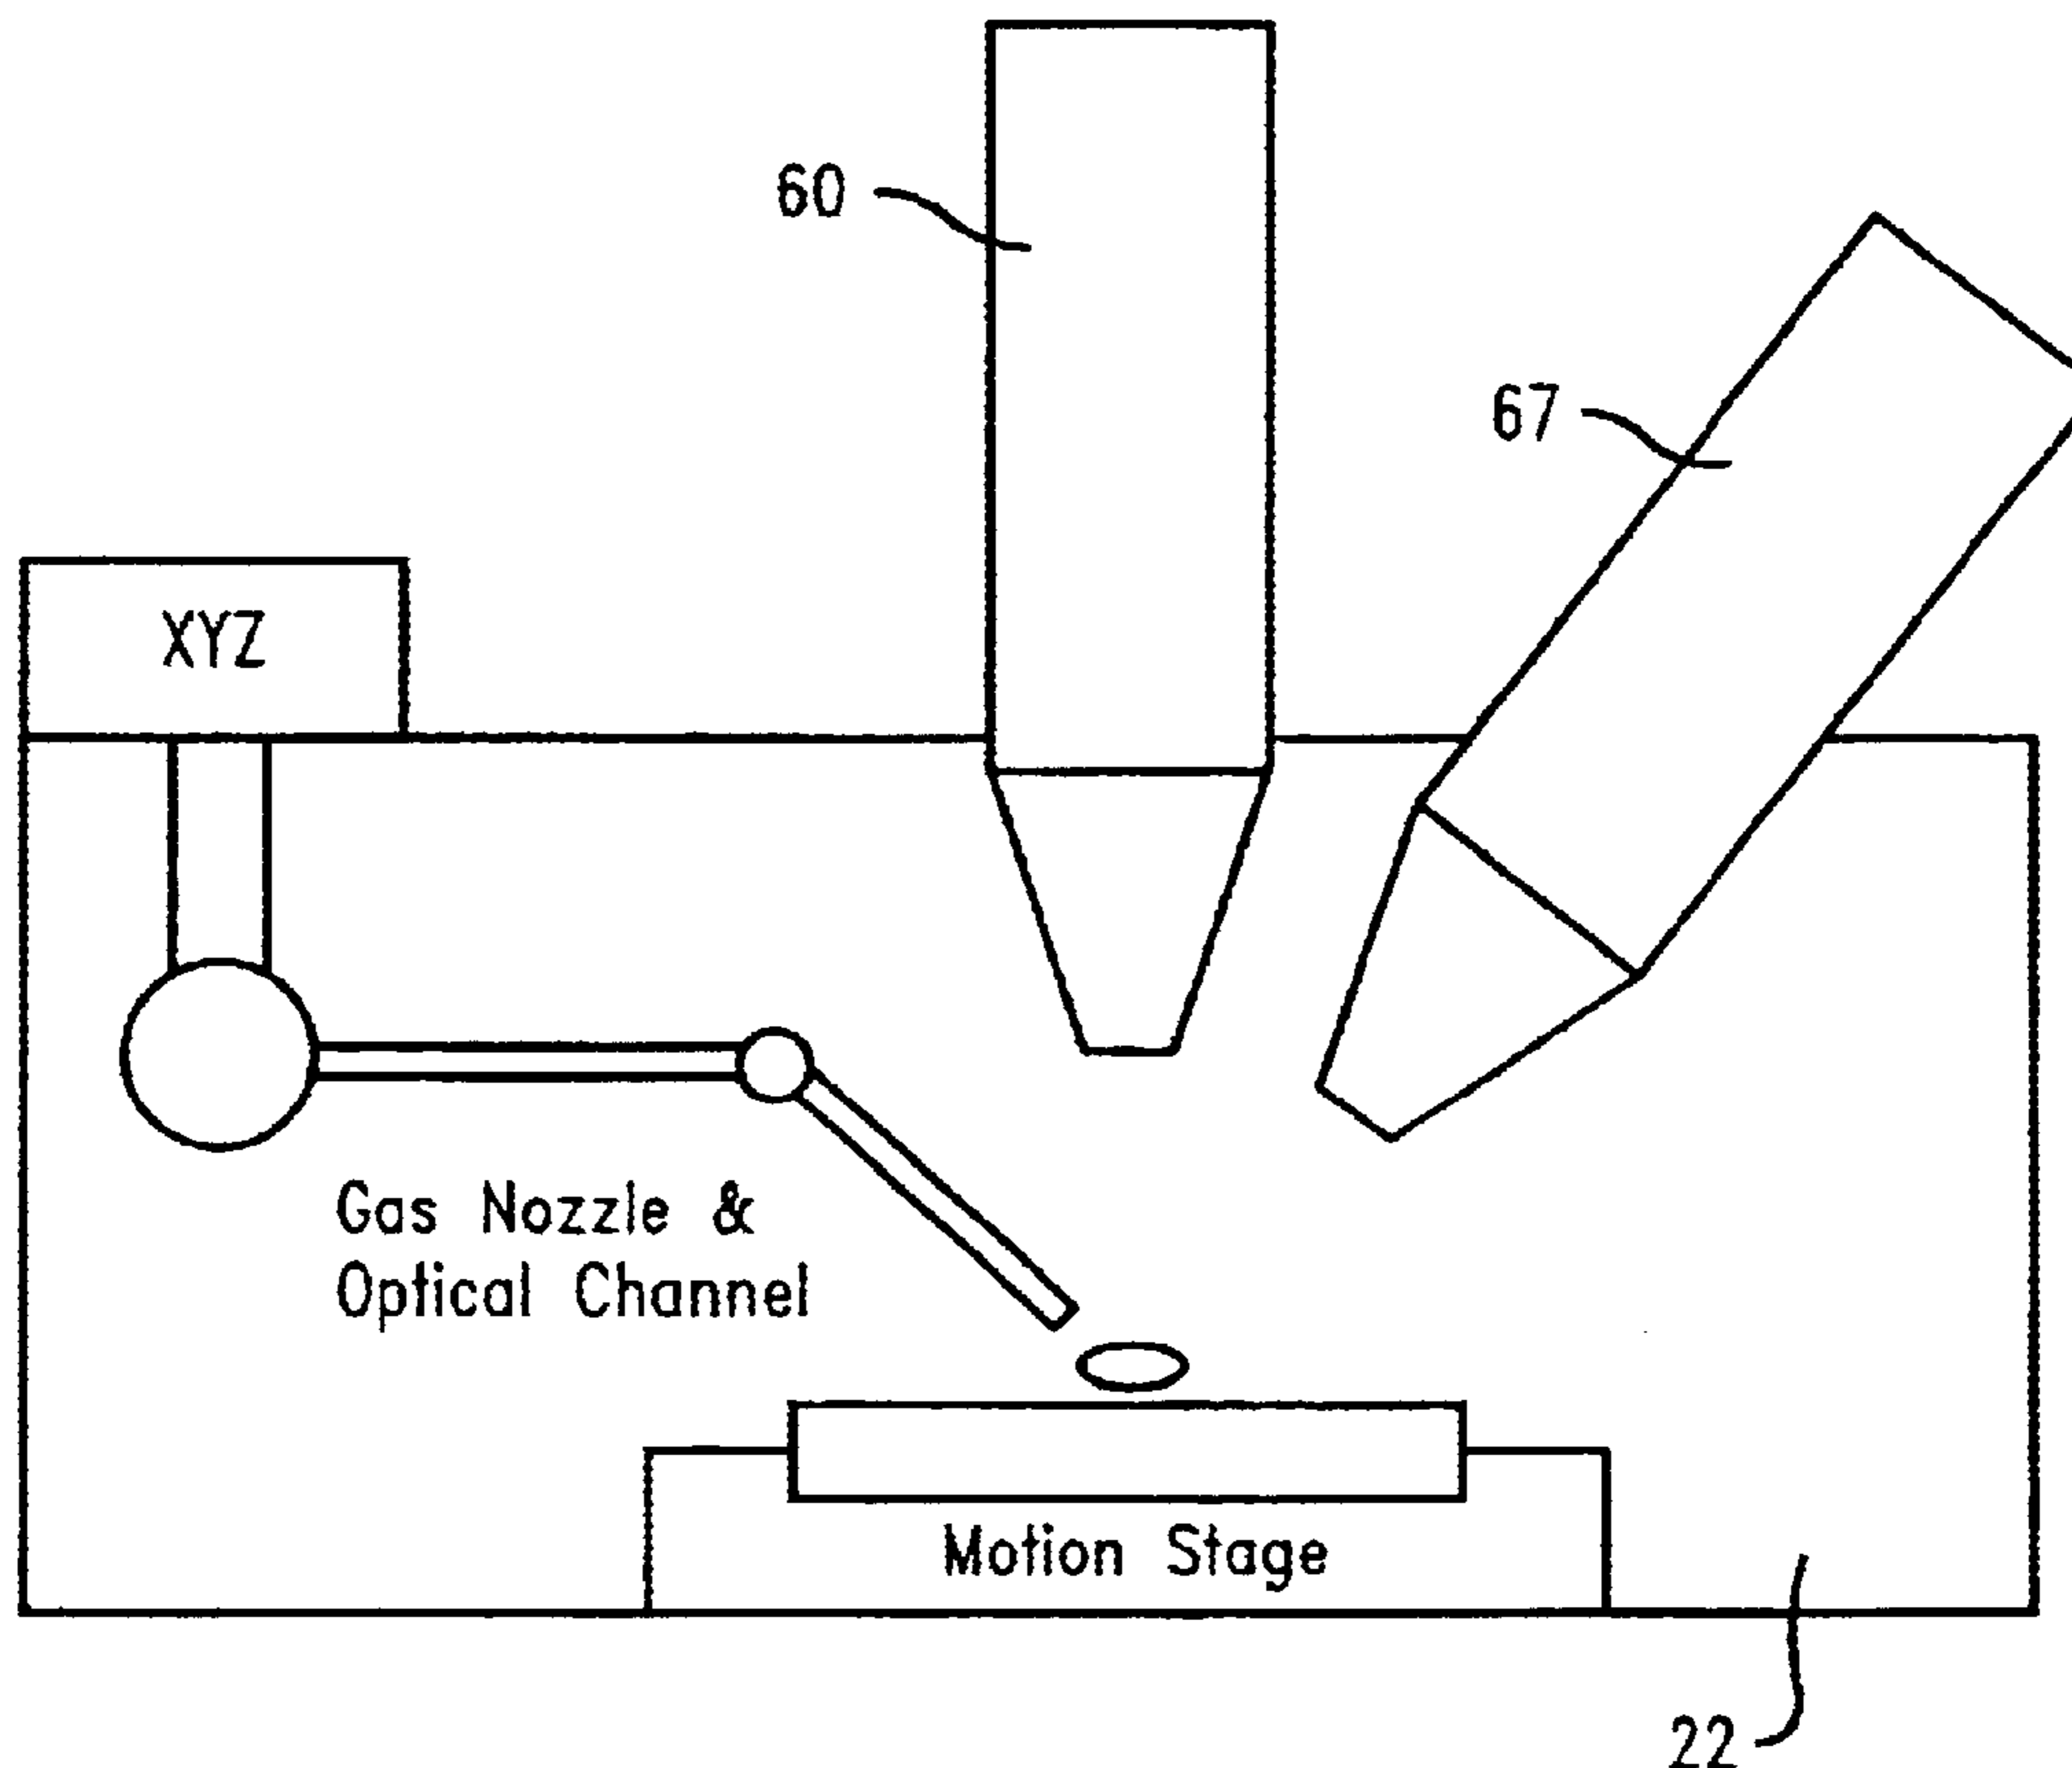 60
67
XYZ
Gas Nozzle &
Optical Channel
Motion Stage
22